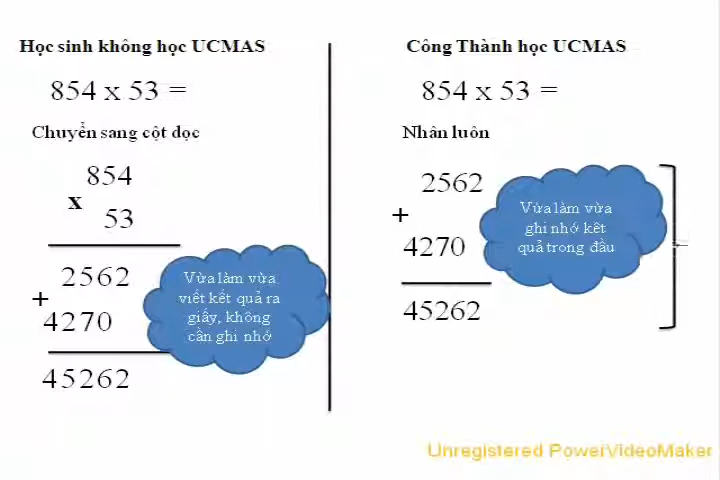 Học sinh không học UCMAS
854 x 53 =
Chuyển sang cột dọc
854
x
53
2562
+
4270
45262
Vừa làm vừa
viết kết quả ra
giấy, không
cần ghi nhớ
Công Thành học UCMAS
854 x 53 =
Nhân luôn
2562
+
4270
45262
Vừa làm vừa
ghi nhớ kết
quả trong đầu
Unregistered PowerVideoMaker